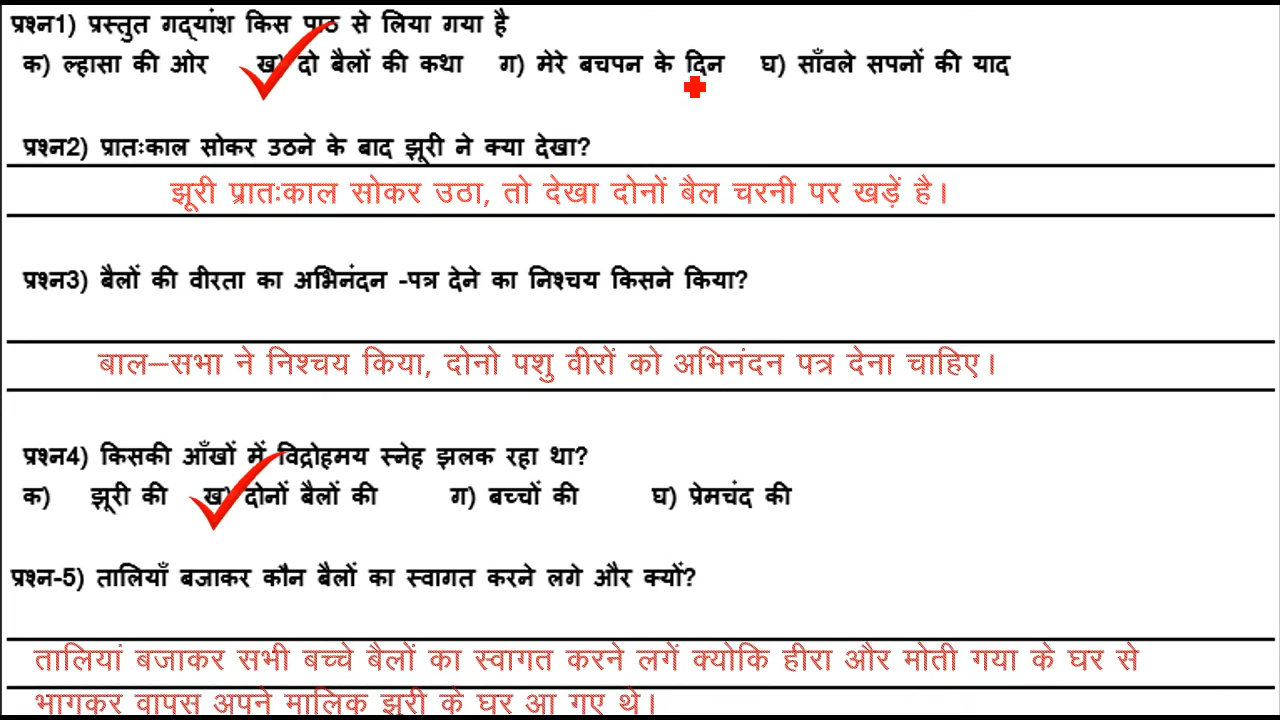 प्रश्न1) प्रस्तुत गद्यांश किस पाठ से लिया गया है
क) ल्हासा की ओर ख) दो बैलों की कथा ग) मेरे बचपन के दिन घ) साँवले सपनों की याद
प्रश्न2) प्रातःकाल सोकर उठने के बाद झूरी ने क्या देखा?
झूरी प्रातःकाल सोकर उठा, तो देखा दोनों बैल चरनी पर खड़ें है।
प्रश्न3) बैलों की वीरता का अभिनंदन -पत्र देने का निश्चय किसने किया?
बाल–सभा ने निश्चय किया, दोनो पशु वीरों को अभिनंदन पत्र देना चाहिए।
प्रश्न4) किसकी आँखों में विद्रोहमय स्नेह झलक रहा था?
क) झूरी की ख) दोनों बैलों की ग) बच्चों की घ) प्रेमचंद की
प्रश्न-5) तालियाँ बजाकर कौन बैलों का स्वागत करने लगे और क्यों?
तालियां बजाकर सभी बच्चे बैलों का स्वागत करने लगें क्योकि हीरा और मोती गया के घर से
भागकर वापस अपने मालिक झूरी के घर आ गए थे।